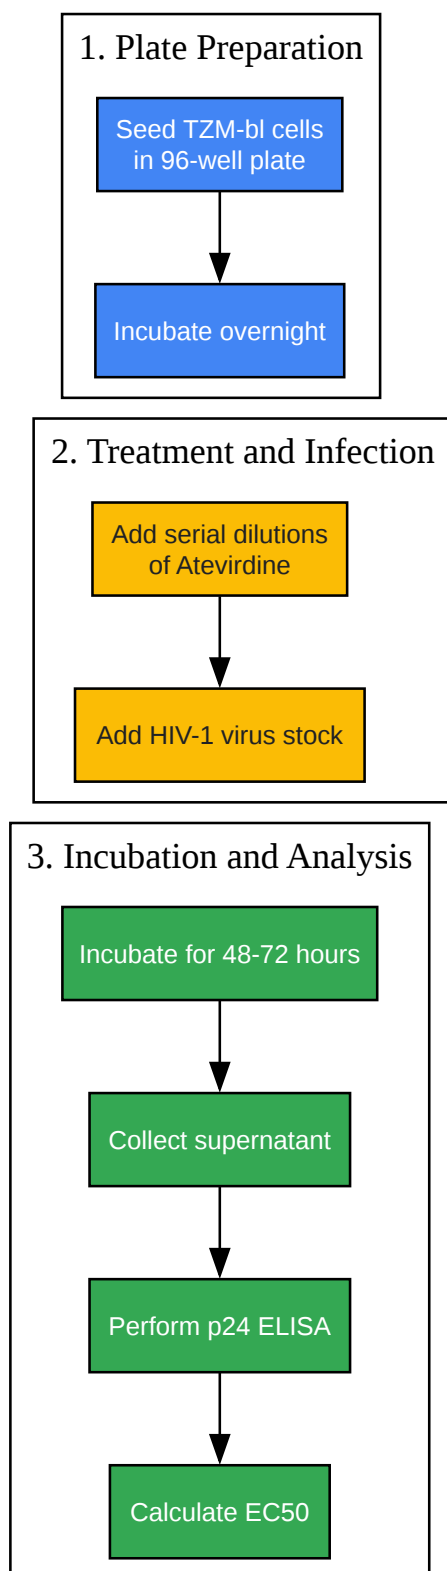 1. Plate Preparation
Seed TZM-bl cells
in 96-well plate
Incubate overnight
2. Treatment and Infection
Add serial dilutions
of Atevirdine
Add HIV-1 virus stock
3. Incubation and Analysis
Incubate for 48-72 hours
Collect supernatant
Perform p24 ELISA
Calculate EC50